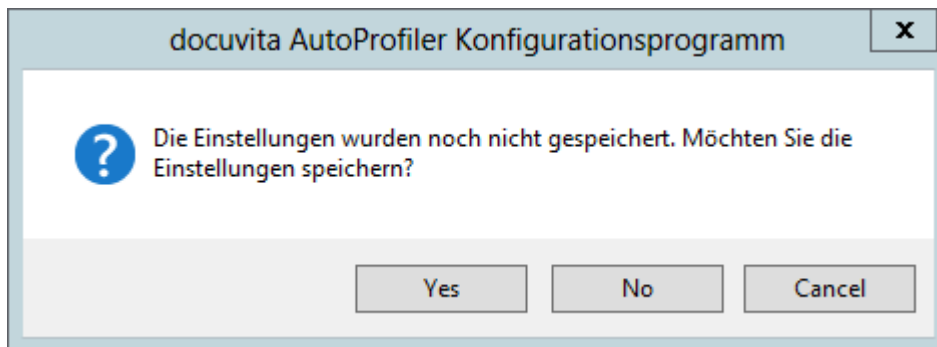 docuvita AutoProfiler Konfigurationsprogramm
x
Die Einstellungen wurden noch nicht gespeichert. Möchten Sie die
Einstellungen speichern?
Yes No Cancel